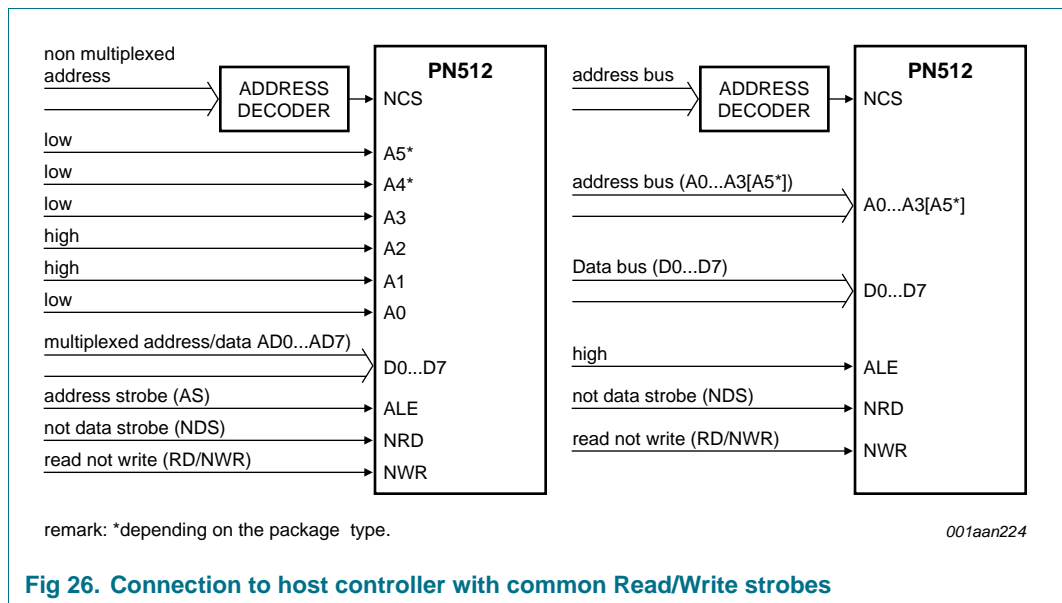 non multiplexed
address
ADDRESS
DECODER
PN512
NCS
low
A5*
low
A4*
low
A3
high
A2
high
A1
low
A0
multiplexed address/data AD0...AD7)
D0...D7
address strobe (AS)
ALE
not data strobe (NDS)
NRD
read not write (RD/NWR)
NWR
address bus
ADDRESS
DECODER
PN512
NCS
address bus (A0...A3[A5*])
A0...A3[A5*]
Data bus (D0...D7)
D0...D7
high
ALE
not data strobe (NDS)
NRD
read not write (RD/NWR)
NWR
remark: *depending on the package type.
001aan224
Fig 26. Connection to host controller with common Read/Write strobes